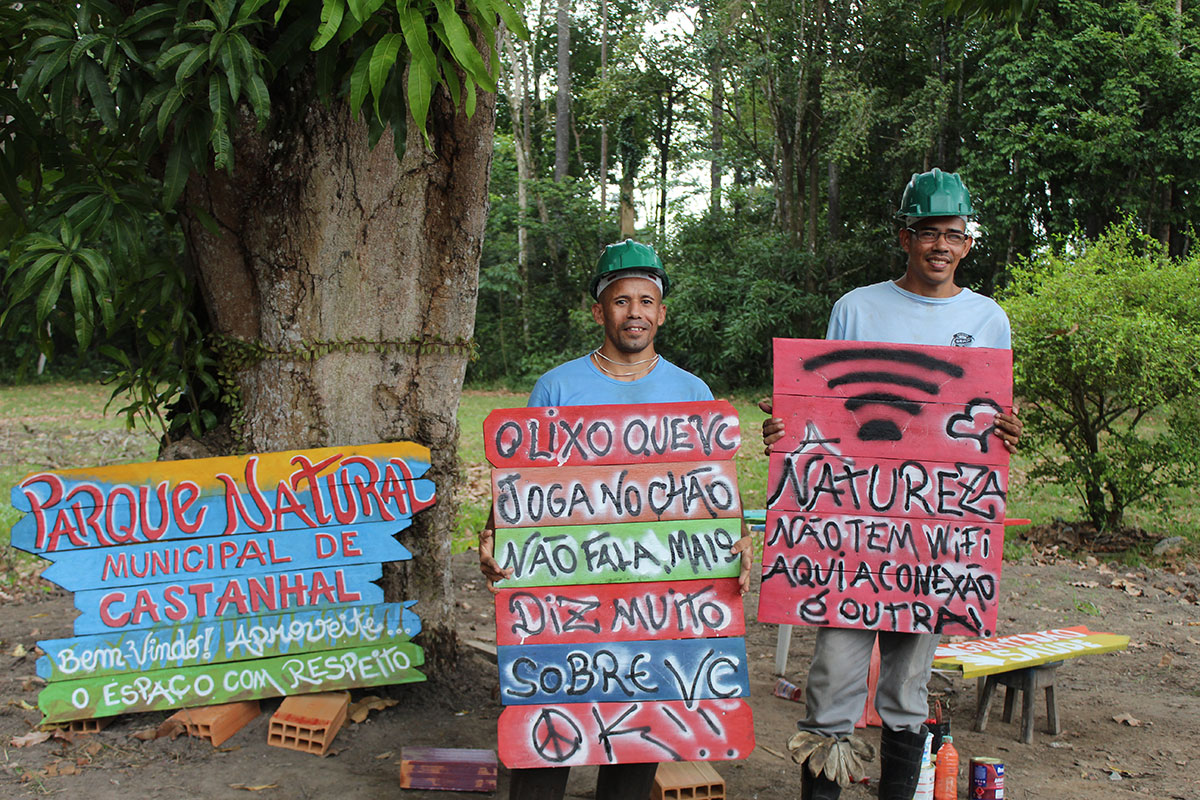 PARQUE NATURAL
MUNICIPAL DE
CASTANHAL
BEM-VINDO! APROVEITE...
O ESPAÇO COM RESPEITO
O LIXO QUE VC
JOGA NO CHÃO
NÃO FALA, MAIS
DIZ MUITO
SOBRE VC
OK!!
A
NATUREZA
NÃO TEM WIFI
AQUI A CONEXÃO
É OUTRA!